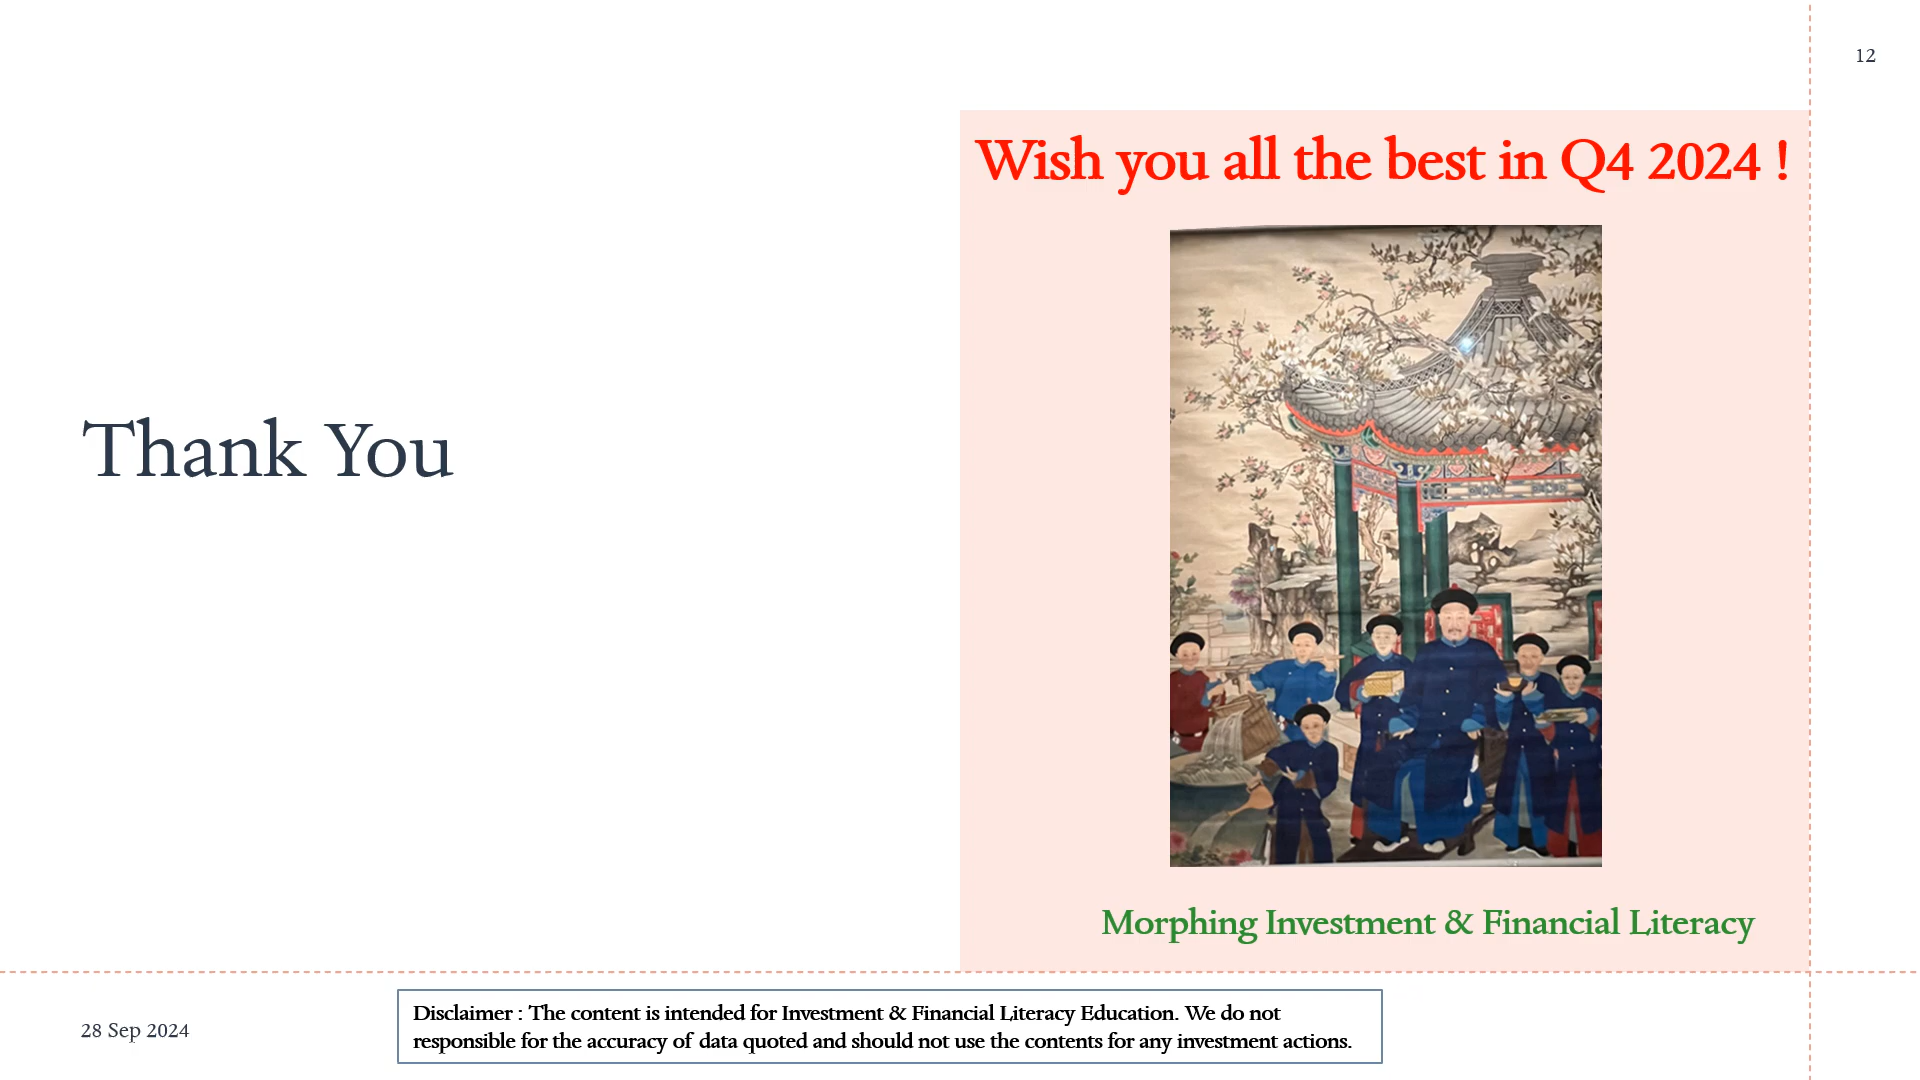 12
Wish you all the best in Q4 2024 !
Thank You
Morphing Investment & Financial Literacy
28 Sep 2024
Disclaimer : The content is intended for Investment & Financial Literacy Education. We do not
responsible for the accuracy of data quoted and should not use the contents for any investment actions.